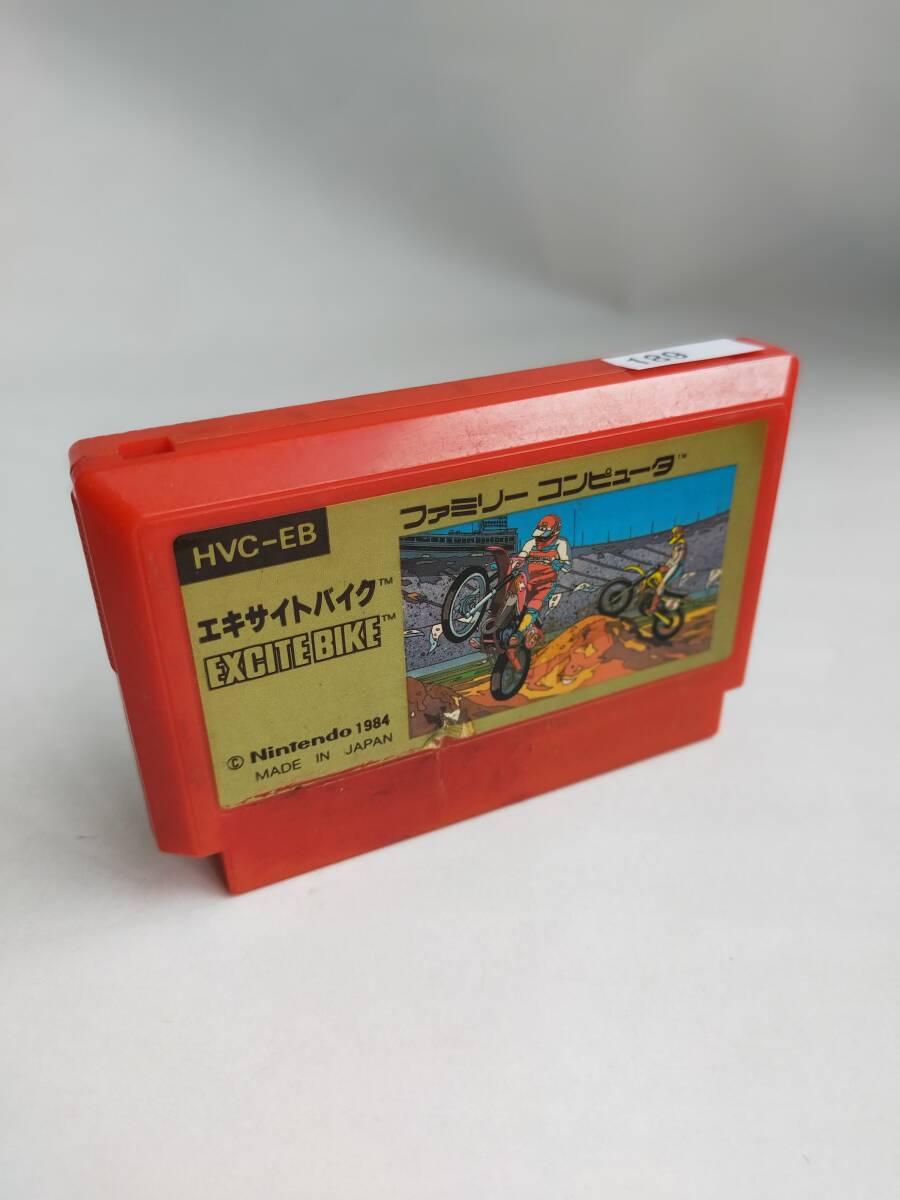 189
ファミリー コンピュータ™
HVC-EB
エキサイトバイク™
EXCITEBIKE™
© Nintendo 1984
MADE IN JAPAN